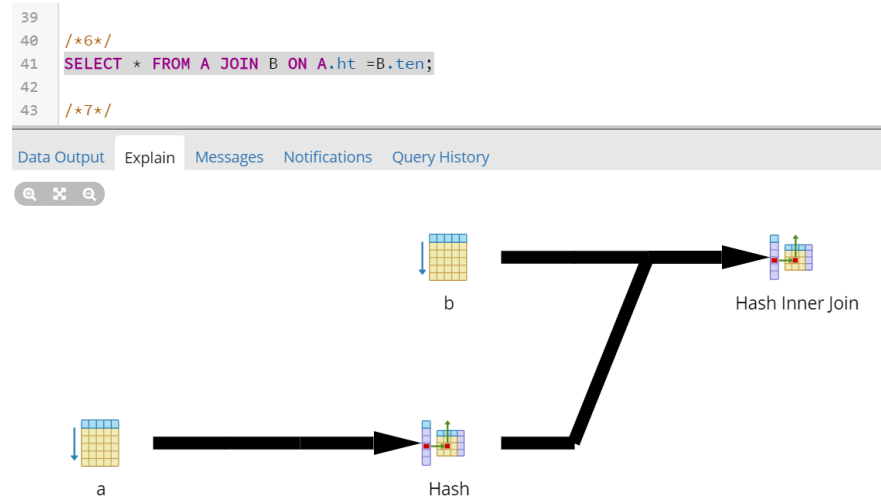 39
40 /*6*/
41 SELECT * FROM A JOIN B ON A.ht =B.ten;
42
43 /*7*/
Data Output Explain Messages Notifications Query History
b
Hash Inner Join
a
Hash